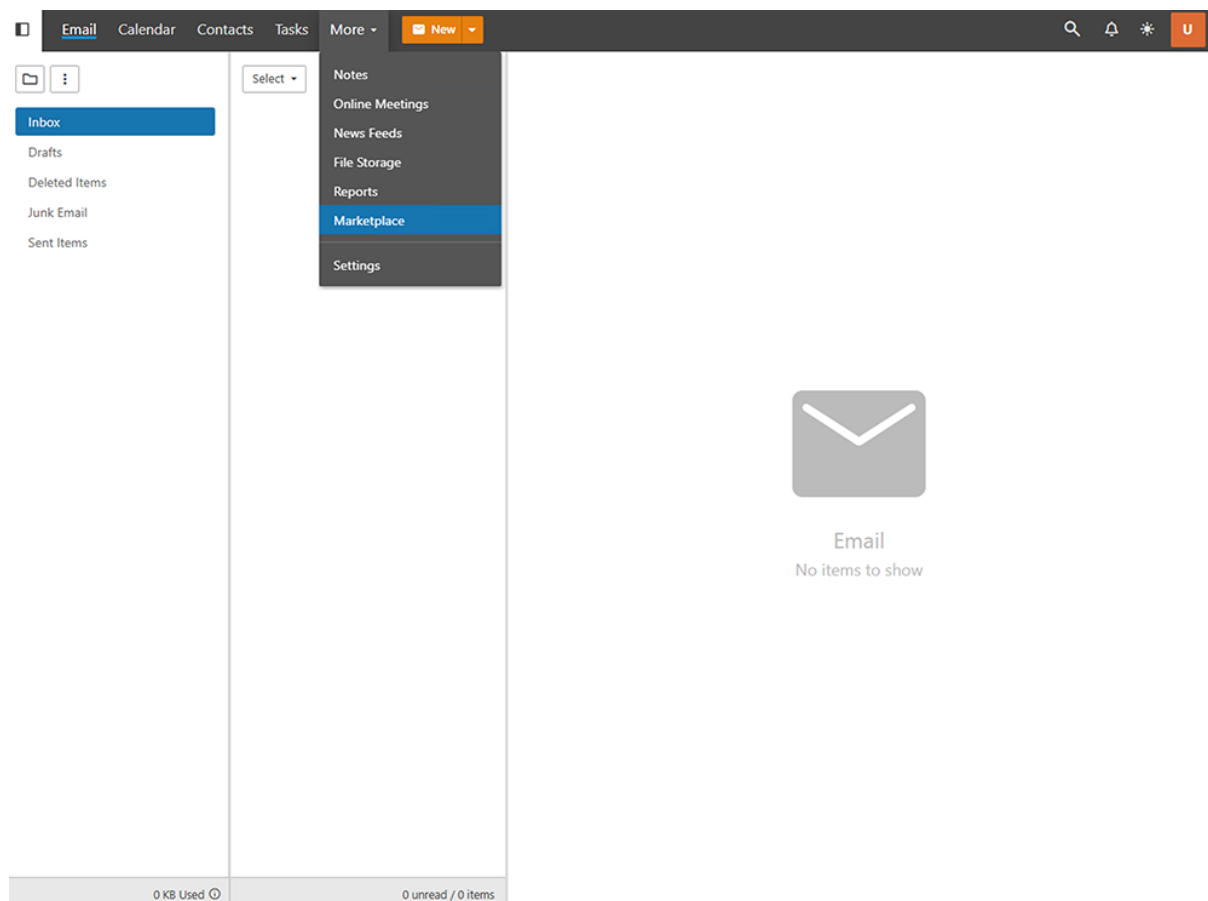 Email Calendar Contacts Tasks More New U
Select
Inbox
Drafts
Deleted Items
Junk Email
Sent Items
Notes
Online Meetings
News Feeds
File Storage
Reports
Marketplace
Settings
Email
No items to show
0 KB Used
0 unread / 0 items